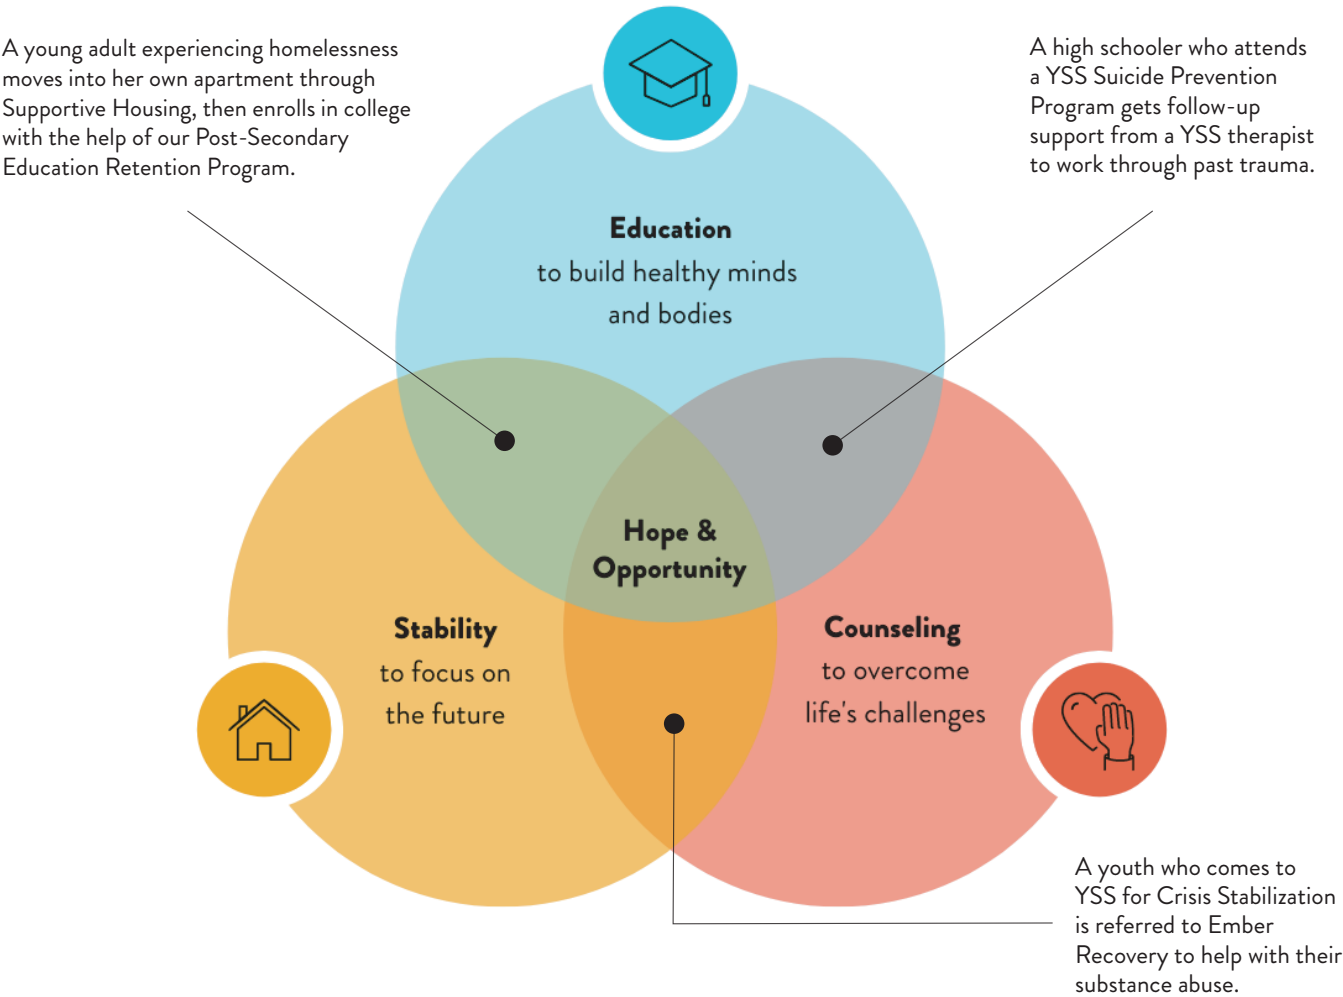 A young adult experiencing homelessness
moves into her own apartment through
Supportive Housing, then enrolls in college
with the help of our Post-Secondary
Education Retention Program.
A high schooler who attends
a YSS Suicide Prevention
Program gets follow-up
support from a YSS therapist
to work through past trauma.
Education
to build healthy minds
and bodies
Hope &
Opportunity
Stability
to focus on
the future
Counseling
to overcome
life's challenges
A youth who comes to
YSS for Crisis Stabilization
is referred to Ember
Recovery to help with their
substance abuse.